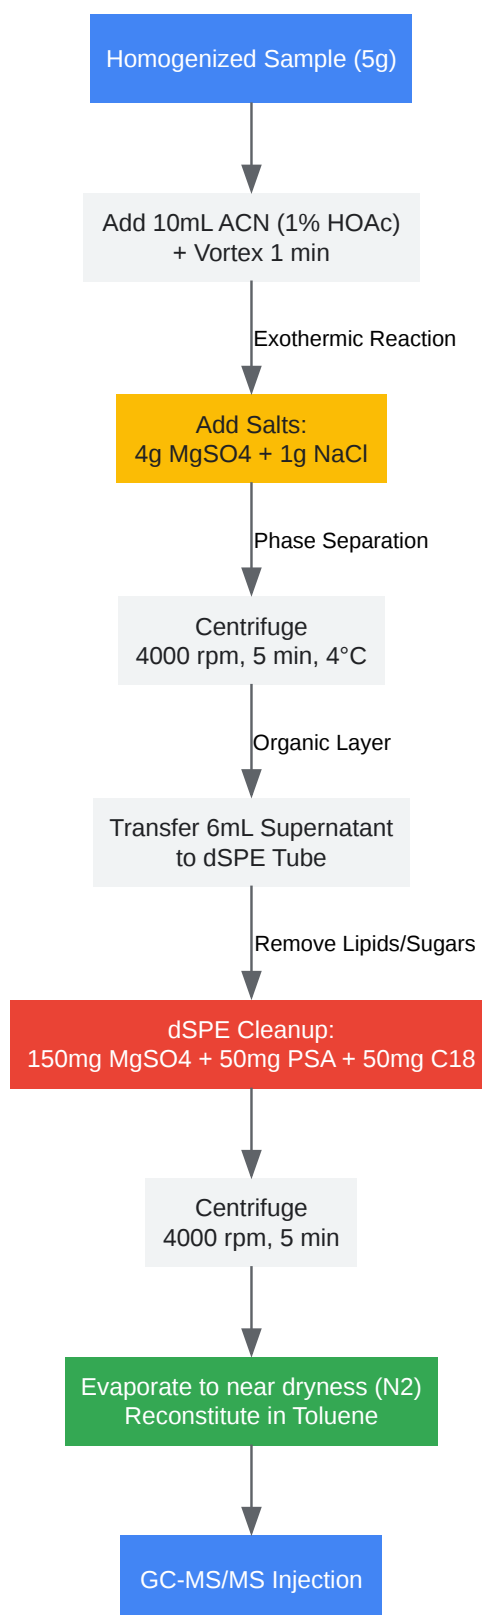 Homogenized Sample (5g)
Add 10mL ACN (1% HOAc)
+ Vortex 1 min
Exothermic Reaction
Add Salts:
4g MgSO4 + 1g NaCl
Phase Separation
Centrifuge
4000 rpm, 5 min, 4°C
Organic Layer
Transfer 6mL Supernatant
to dSPE Tube
Remove Lipids/Sugars
dSPE Cleanup:
150mg MgSO4 + 50mg PSA + 50mg C18
Centrifuge
4000 rpm, 5 min
Evaporate to near dryness (N2)
Reconstitute in Toluene
GC-MS/MS Injection